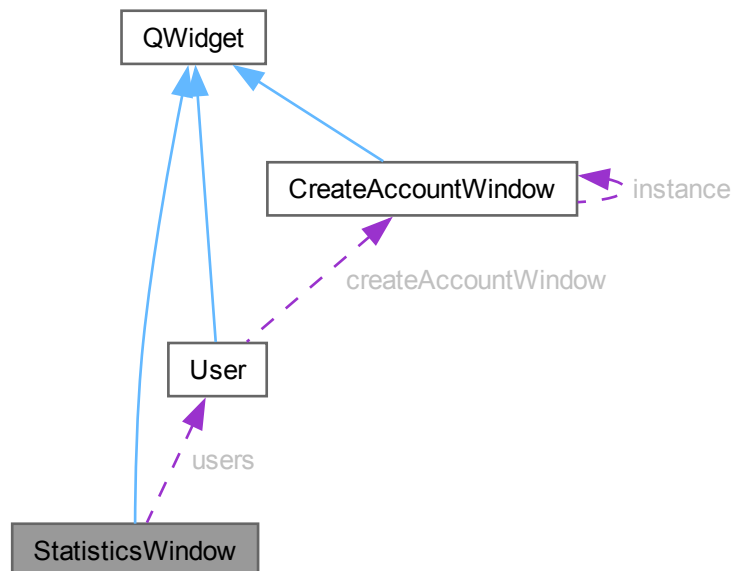 QWidget
CreateAccountWindow
instance
createAccountWindow
User
users
StatisticsWindow